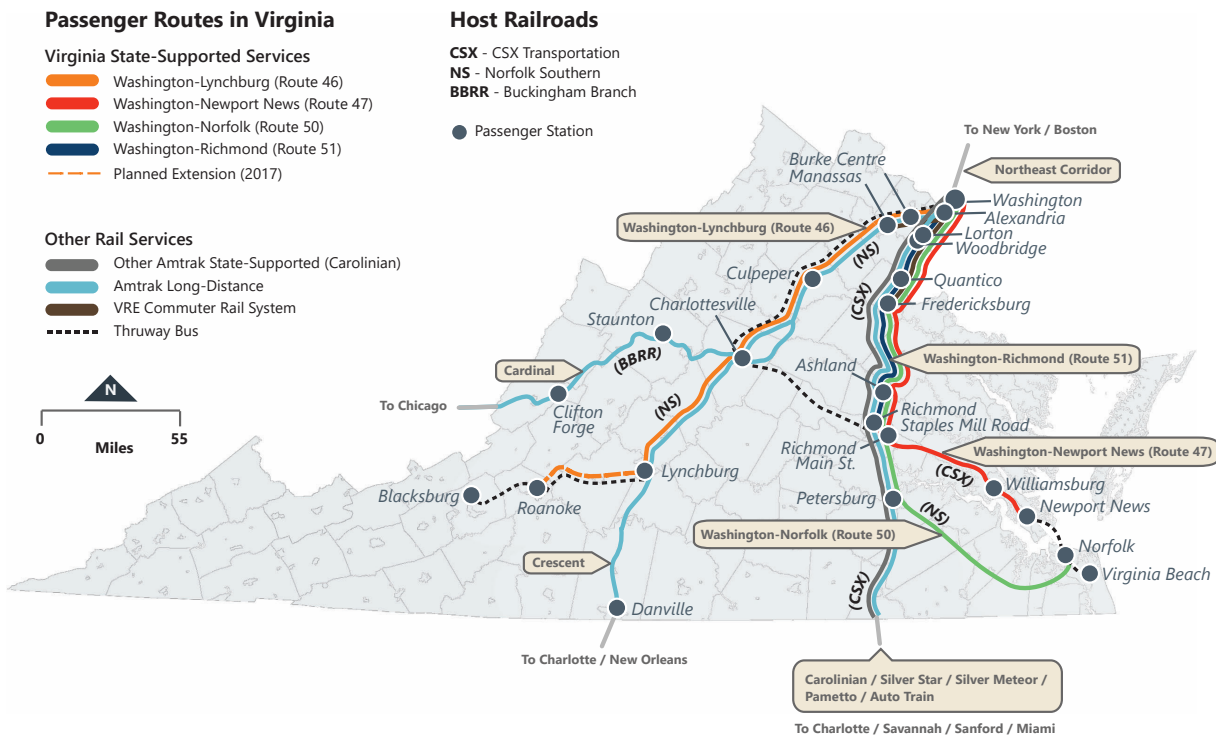 Passenger Routes in Virginia
Virginia State-Supported Services
Washington-Lynchburg (Route 46)
Washington-Newport News (Route 47)
Washington-Norfolk (Route 50)
Washington-Richmond (Route 51)
Planned Extension (2017)
Other Rail Services
Other Amtrak State-Supported (Carolinian)
Amtrak Long-Distance
VRE Commuter Rail System
Thruway Bus
N
0
55
Miles
Host Railroads
CSX - CSX Transportation
NS - Norfolk Southern
BBRR - Buckingham Branch
Passenger Station
To New York / Boston
Northeast Corridor
Burke Centre
Manassas
Washington
Alexandria
Lorton
Woodbridge
Washington-Lynchburg (Route 46)
(NS)
Culpeper
Quantico
(CSX)
Fredericksburg
Charlottesville
Staunton
(BBRR)
Washington-Richmond (Route 51)
Cardinal
Ashland
To Chicago
Clifton
Forge
(NS)
Richmond
Staples Mill Road
Richmond
Main St.
Washington-Newport News (Route 47)
(CSX)
Lynchburg
Williamsburg
Blacksburg
Roanoke
Petersburg
(NS)
Newport News
Washington-Norfolk (Route 50)
Norfolk
Virginia Beach
Crescent
(CSX)
Danville
To Charlotte / New Orleans
Carolinian / Silver Star / Silver Meteor /
Pametto / Auto Train
To Charlotte / Savannah / Sanford / Miami